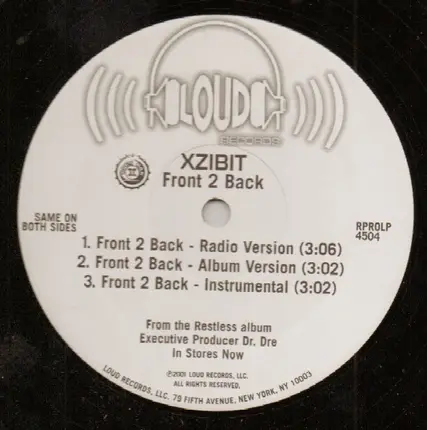 LOUD
RECORDS
XZIBIT
Front 2 Back
SAME ON
BOTH SIDES
RPROLP
4504
1. Front 2 Back - Radio Version (3:06)
2. Front 2 Back - Album Version (3:02)
3. Front 2 Back - Instrumental (3:02)
From the Restless album
Executive Producer Dr. Dre
In Stores Now
℗2001 LOUD RECORDS, LLC.
ALL RIGHTS RESERVED.
LOUD RECORDS, LLC. 79 FIFTH AVENUE. NEW YORK, NY 10003